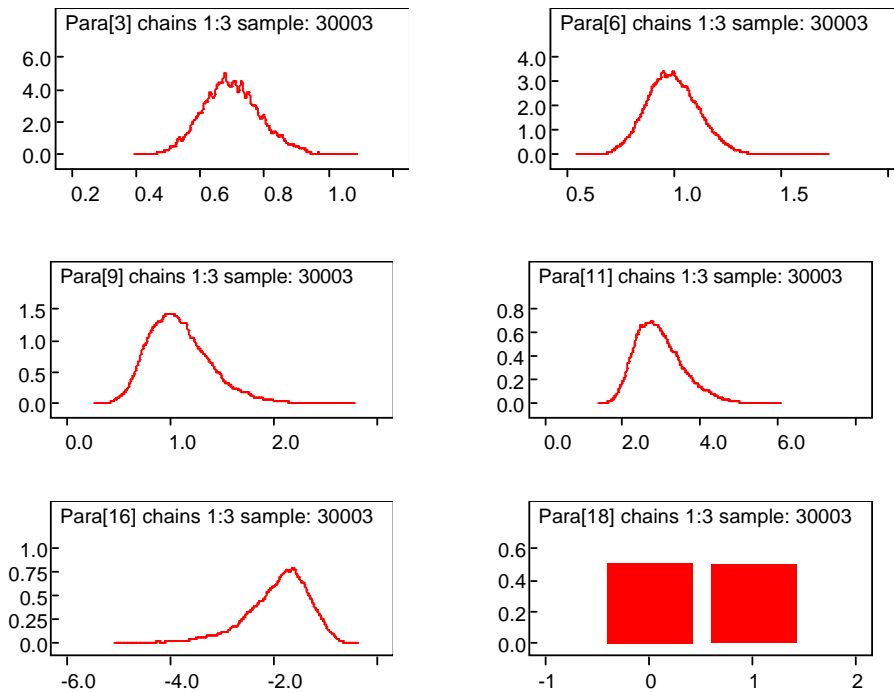 Para[3] chains 1:3 sample: 30003
6.0
4.0
2.0
0.0
0.2 0.4 0.6 0.8 1.0
Para[6] chains 1:3 sample: 30003
4.0
3.0
2.0
1.0
0.0
0.5 1.0 1.5
Para[9] chains 1:3 sample: 30003
1.5
1.0
0.5
0.0
0.0 1.0 2.0
Para[11] chains 1:3 sample: 30003
0.8
0.6
0.4
0.2
0.0
0.0 2.0 4.0 6.0
Para[16] chains 1:3 sample: 30003
1.0
0.75
0.5
0.25
0.0
-6.0 -4.0 -2.0
Para[18] chains 1:3 sample: 30003
0.6
0.4
0.2
0.0
-1 0 1 2